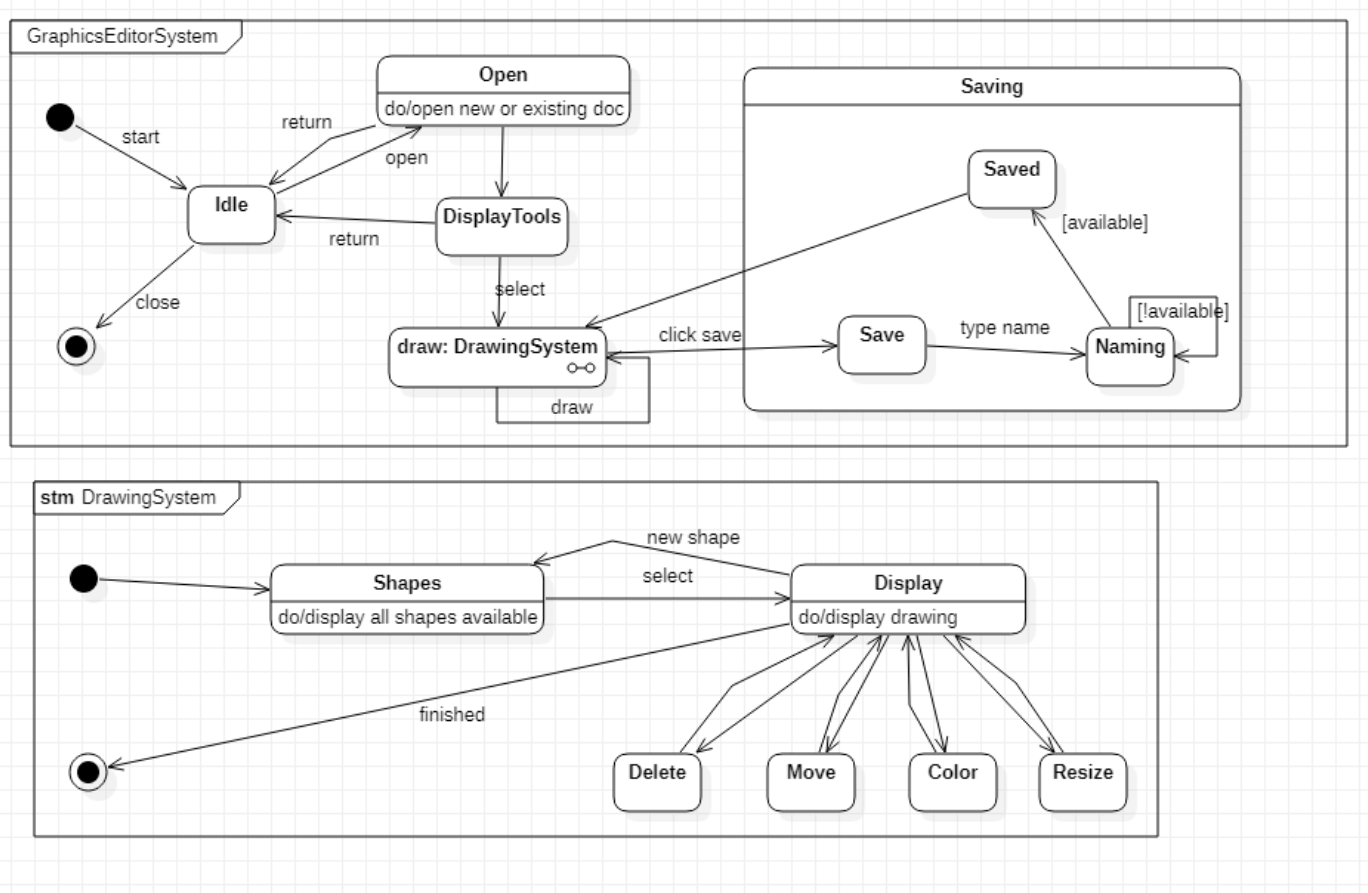 GraphicsEditorSystem
Open
do/open new or existing doc
Saving
start
return
open
Saved
Idle
DisplayTools
[available]
return
close
select
[!available]
draw: DrawingSystem
click save
Save
type name
Naming
draw
stm DrawingSystem
new shape
Shapes
do/display all shapes available
select
Display
do/display drawing
finished
Delete
Move
Color
Resize